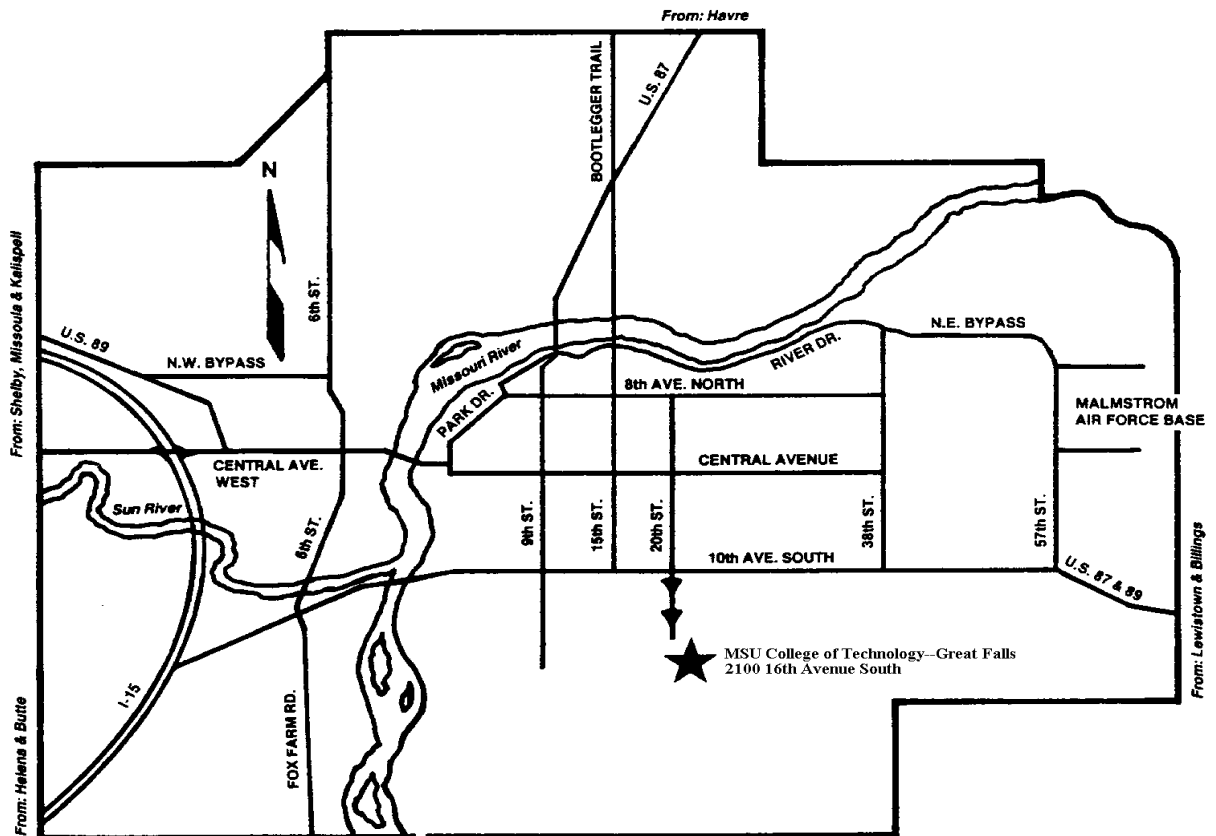 From: Havre
BOOTLEGGER TRAIL
U.S. 87
N
6th ST.
From: Shelby, Missoula & Kalispell
U.S. 89
N.W. BYPASS
Missouri River
PARK DR.
RIVER DR.
N.E. BYPASS
8th AVE. NORTH
MALMSTROM
AIR FORCE BASE
CENTRAL AVE.
WEST
CENTRAL AVENUE
Sun River
6th ST.
9th ST.
15th ST.
20th ST.
38th ST.
57th ST.
10th AVE. SOUTH
U.S. 87 & 89
From: Lewistown & Billings
MSU College of Technology--Great Falls
2100 16th Avenue South
I-15
FOX FARM RD.
From: Helena & Butte